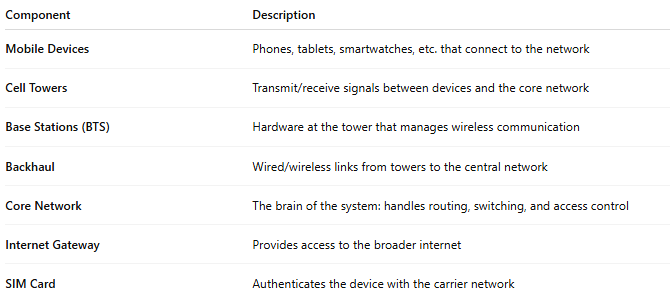 Component Description
Mobile Devices Phones, tablets, smartwatches, etc. that connect to the network
Cell Towers Transmit/receive signals between devices and the core network
Base Stations (BTS) Hardware at the tower that manages wireless communication
Backhaul Wired/wireless links from towers to the central network
Core Network The brain of the system: handles routing, switching, and access control
Internet Gateway Provides access to the broader internet
SIM Card Authenticates the device with the carrier network